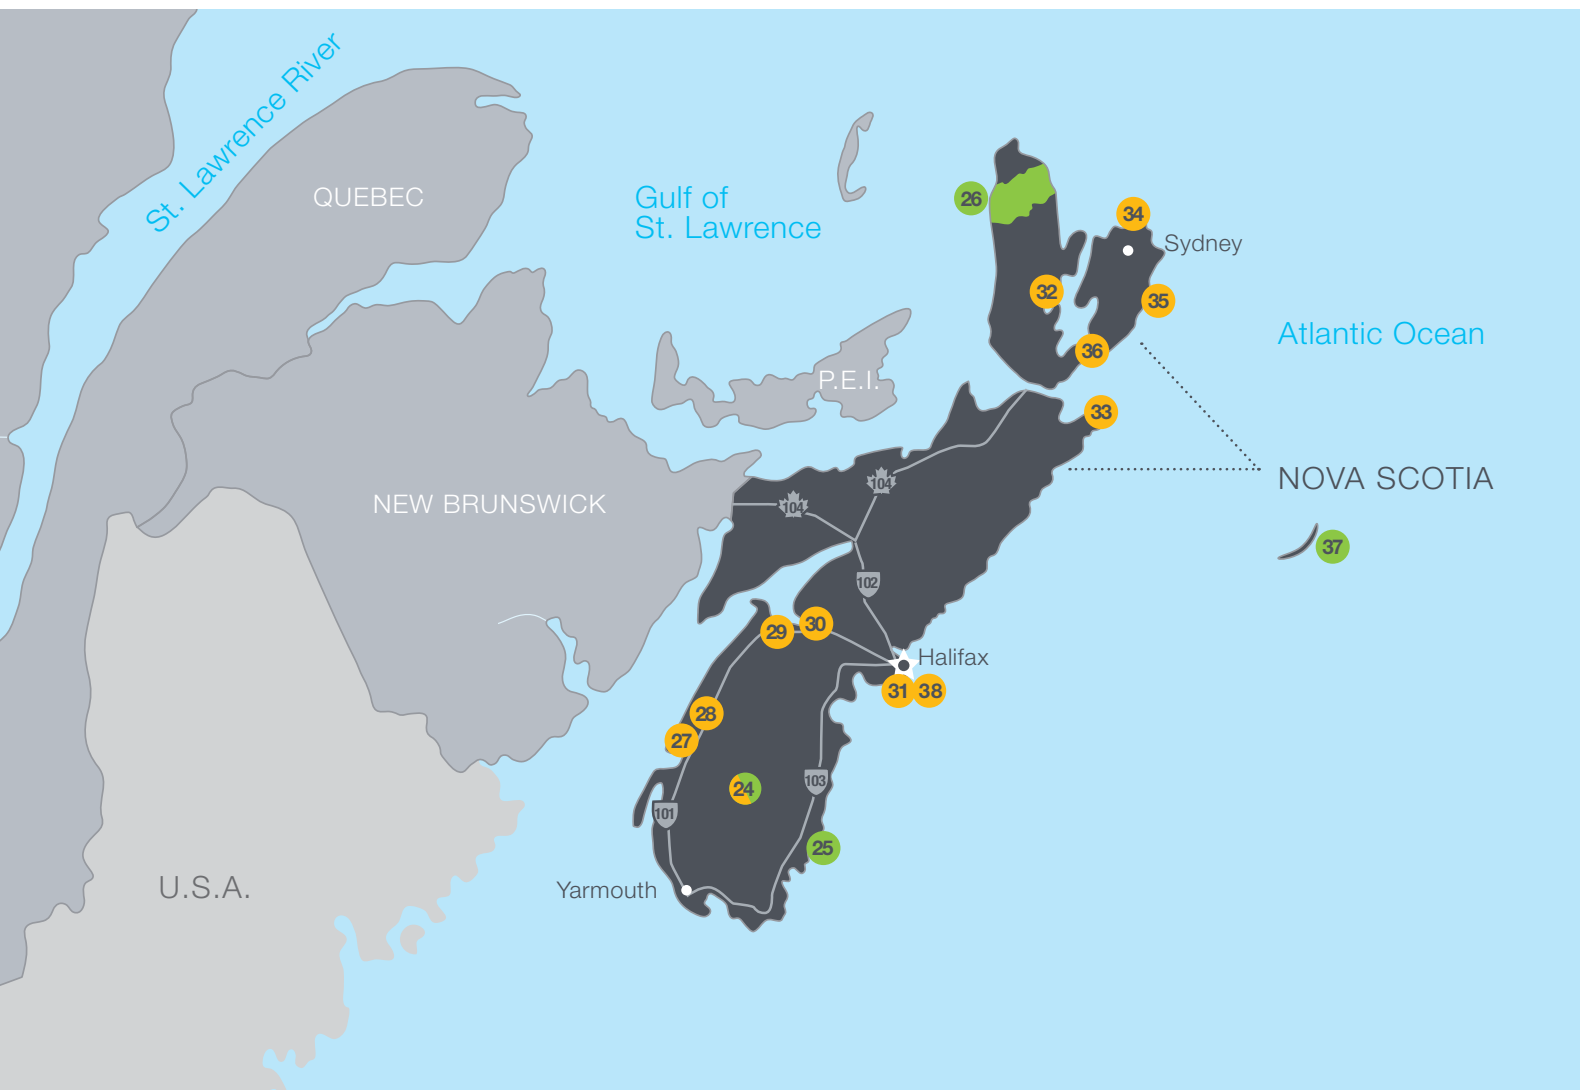 St. Lawrence River
QUEBEC
Gulf of
St. Lawrence
26
34
Sydney
32
35
Atlantic Ocean
36
P.E.I.
33
NOVA SCOTIA
104
104
NEW BRUNSWICK
37
102
29
30
Halifax
31
38
28
27
24
103
101
25
U.S.A.
Yarmouth